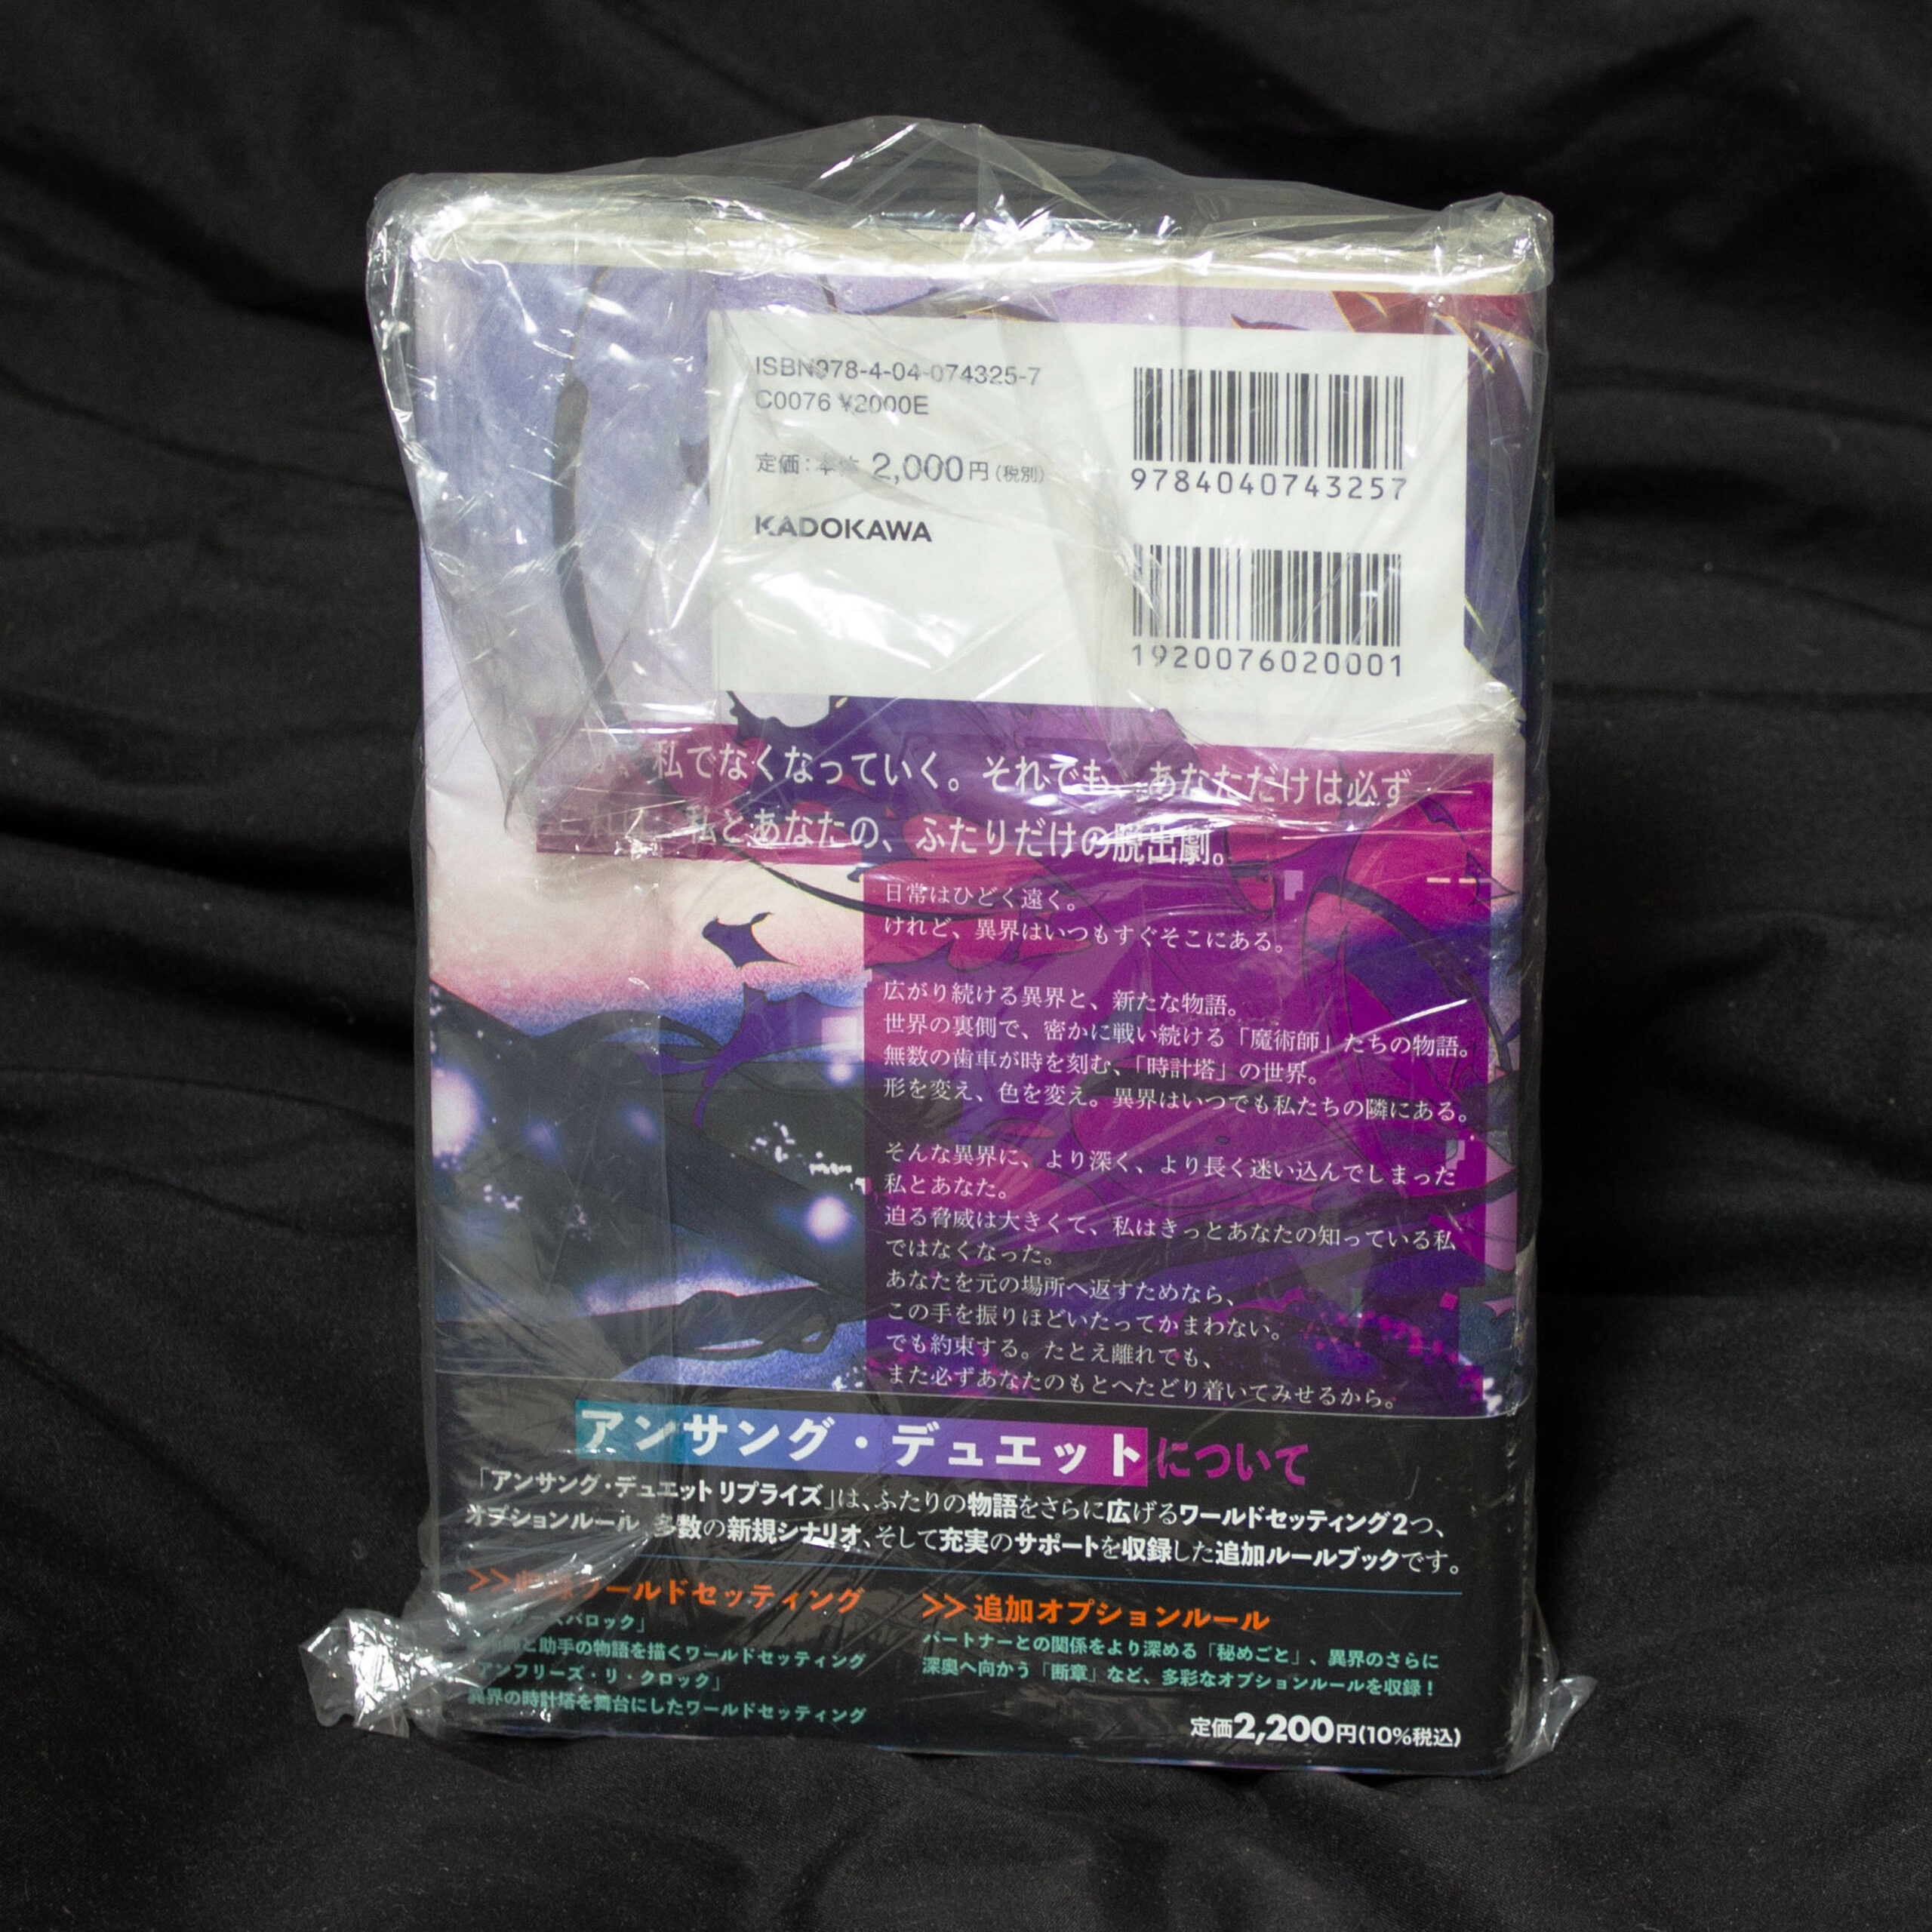 ISBN978-4-04-074325-7
C0076 ¥2000E
定価:本体 2,000円(税別)
KADOKAWA
9784040743257
1920076020001
私でなくなっていく。それでも、あなただけは必ず――
私とあなたの、ふたりだけの脱出劇。
日常はひどく遠く。
けれど、異界はいつもすぐそこにある。
広がり続ける異界と、新たな物語。
世界の裏側で、密かに戦い続ける「魔術師」たちの物語。
無数の歯車が時を刻む、「時計塔」の世界。
形を変え、色を変え。異界はいつでも私たちの隣にある。
そんな異界に、より深く、より長く迷い込んでしまった
私とあなた。
迫る脅威は大きくて、私はきっとあなたの知っている私
ではなくなった。
あなたを元の場所へ返すためなら、
この手を振りほどいたってかまわない。
でも約束する。たとえ離れても、
また必ずあなたのもとへたどり着いてみせるから。
アンサング・デュエットについて
「アンサング・デュエット リプライズ」は、ふたりの物語をさらに広げるワールドセッティング2つ、
オプションルール、多数の新規シナリオ、そして充実のサポートを収録した追加ルールブックです。
>> ワールドセッティング
バロック」
と助手の物語を描くワールドセッティング
「アンフリーズ・リ・クロック」
異界の時計塔を舞台にしたワールドセッティング
>> 追加オプションルール
パートナーとの関係をより深める「秘めごと」、異界のさらに
深奥へ向かう「断章」など、多彩なオプションルールを収録!
定価2,200円(10%税込)